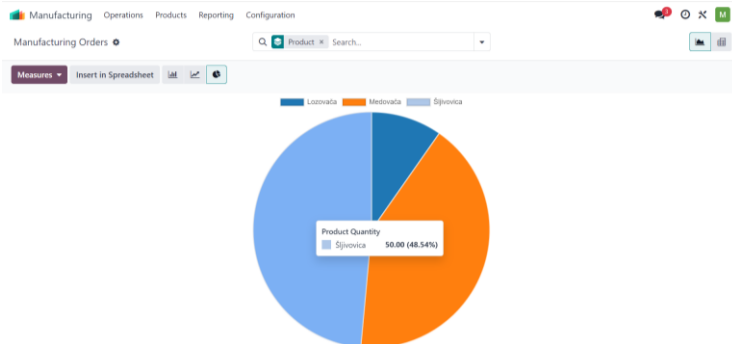 Manufacturing Operations Products Reporting Configuration
3
M
Manufacturing Orders
Product × Search...
Measures Insert in Spreadsheet
Lozovača Medovača Šljivovica
Product Quantity
Šljivovica 50.00 (48.54%)